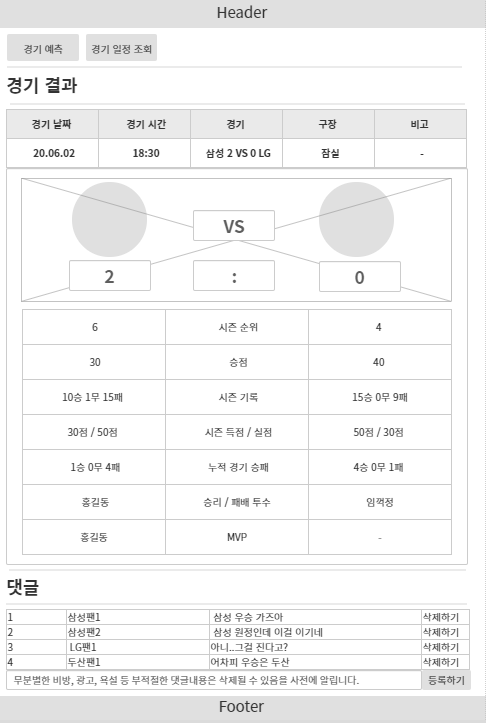 Header
경기 예측 경기 일정 조회
경기 결과
경기 날짜 경기 시간 경기 구장 비고
20.06.02 18:30 삼성 2 VS 0 LG 잠실 -
VS
2 : 0
6 시즌 순위 4
30 승점 40
10승 1무 15패 시즌 기록 15승 0무 9패
30점 / 50점 시즌 득점 / 실점 50점 / 30점
1승 0무 4패 누적 경기 승패 4승 0무 1패
홍길동 승리 / 패배 투수 임꺽정
홍길동 MVP -
댓글
1 삼성팬1 삼성 우승 가즈아 삭제하기
2 삼성팬2 삼성 원정인데 이걸 이기네 삭제하기
3 LG팬1 아니...그걸 진다고? 삭제하기
4 두산팬1 어차피 우승은 두산 삭제하기
무분별한 비방, 광고, 욕설 등 부적절한 댓글내용은 삭제될 수 있음을 사전에 알립니다. 등록하기
Footer